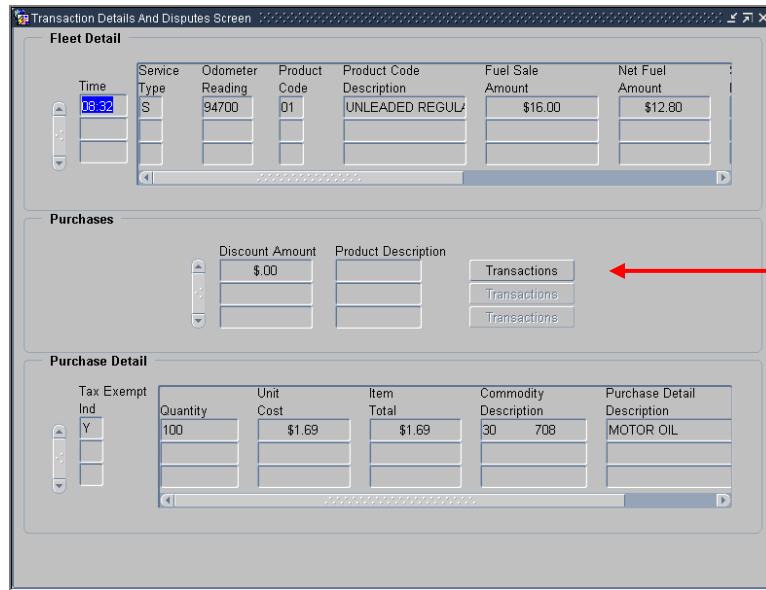 Transaction Details And Disputes Screen
Fleet Detail
Time Service Type Odometer Reading Product Code Product Code Description Fuel Sale Amount Net Fuel Amount
08:32 S 94700 01 UNLEADED REGULA $16.00 $12.80
Purchases
Discount Amount Product Description
$.00 Transactions
Transactions
Transactions
Purchase Detail
Tax Exempt Ind Quantity Unit Cost Item Total Commodity Description Purchase Detail Description
Y 100 $1.69 $1.69 30 708 MOTOR OIL